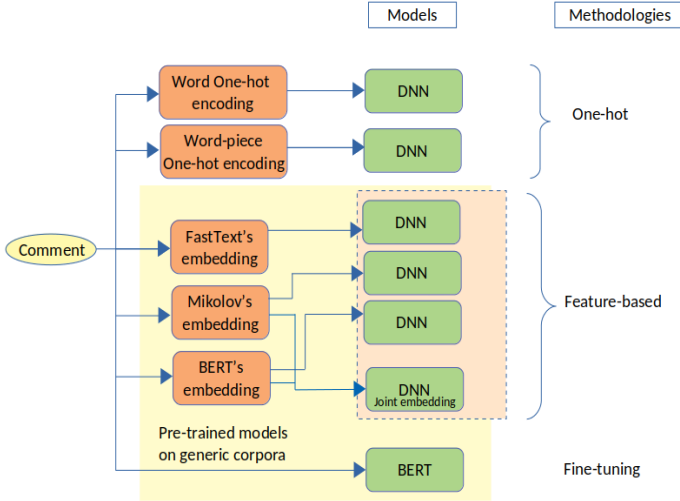 Models
Methodologies
Word One-hot
encoding
DNN
One-hot
Word-piece
One-hot encoding
DNN
Comment
FastText's
embedding
DNN
Mikolov's
embedding
DNN
Feature-based
DNN
BERT's
embedding
DNN
Joint embedding
Pre-trained models
on generic corpora
BERT
Fine-tuning